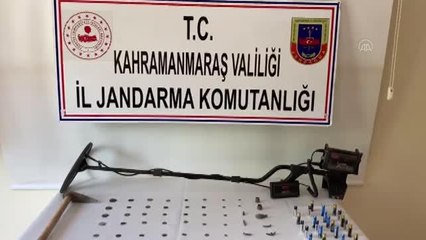 T.C.
KAHRAMANMARAŞ VALİLİĞİ
İL JANDARMA KOMUTANLIĞI